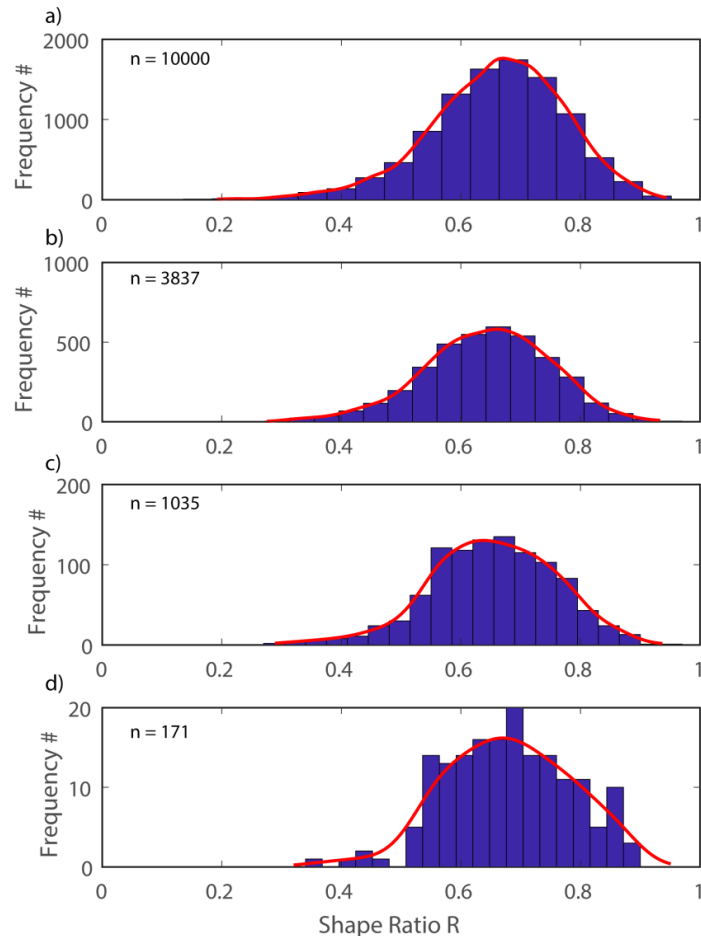 a)
2000
n = 10000
1000
0
0.2 0.4 0.6 0.8 1
Frequency #
b)
1000
n = 3837
500
0
0 0.2 0.4 0.6 0.8 1
Frequency #
c)
200
n = 1035
100
0
0 0.2 0.4 0.6 0.8 1
Frequency #
d)
20
n = 171
10
0
0 0.2 0.4 0.6 0.8 1
Frequency #
Shape Ratio R